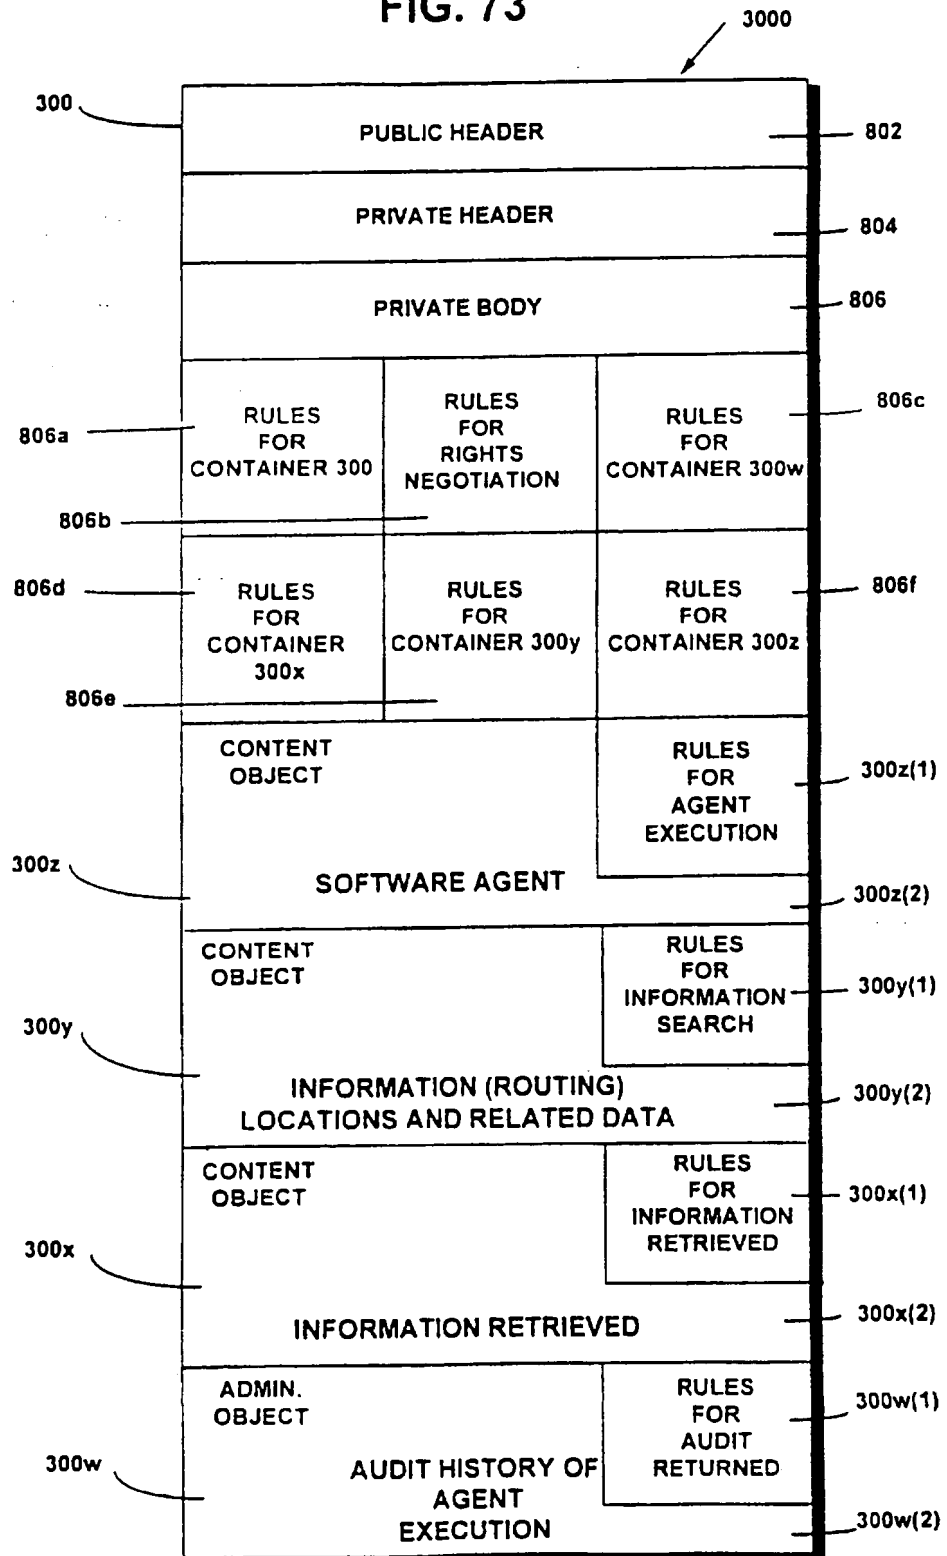 FIG. 73
3000
300
PUBLIC HEADER
802
PRIVATE HEADER
804
PRIVATE BODY
806
806a
RULES
FOR
CONTAINER 300
RULES
FOR
RIGHTS
NEGOTIATION
806b
RULES
FOR
CONTAINER 300w
806c
806d
RULES
FOR
CONTAINER
300x
RULES
FOR
CONTAINER 300y
806e
RULES
FOR
CONTAINER 300z
806f
CONTENT
OBJECT
RULES
FOR
AGENT
EXECUTION
300z(1)
300z
SOFTWARE AGENT
300z(2)
CONTENT
OBJECT
RULES
FOR
INFORMATION
SEARCH
300y(1)
300y
INFORMATION (ROUTING)
LOCATIONS AND RELATED DATA
300y(2)
CONTENT
OBJECT
RULES
FOR
INFORMATION
RETRIEVED
300x(1)
300x
INFORMATION RETRIEVED
300x(2)
ADMIN.
OBJECT
RULES
FOR
AUDIT
RETURNED
300w(1)
300w
AUDIT HISTORY OF
AGENT
EXECUTION
300w(2)